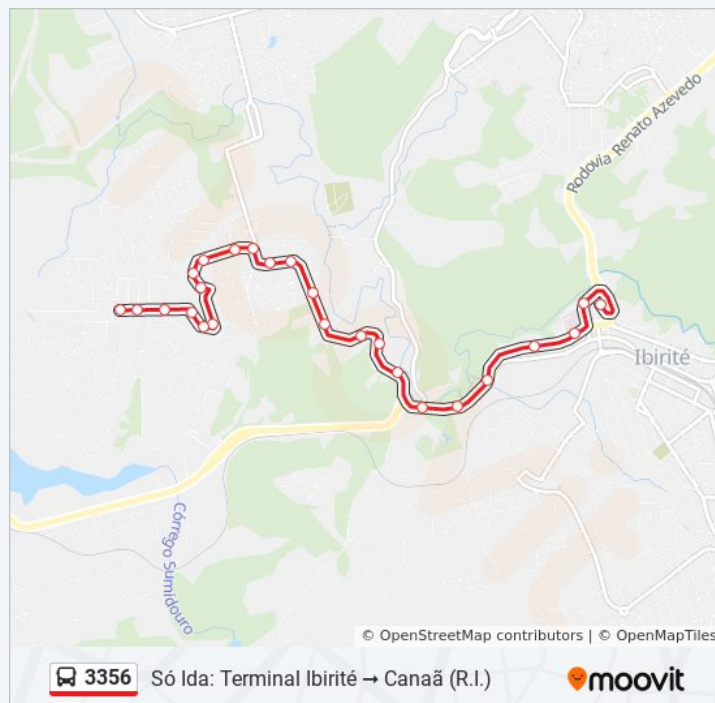 Rodovia Renato Azevedo
Ibirité
Córrego Sumidouro
© OpenStreetMap contributors | © OpenMapTiles
3356 Só Ida: Terminal Ibirité → Canaã (R.I.)
moovit